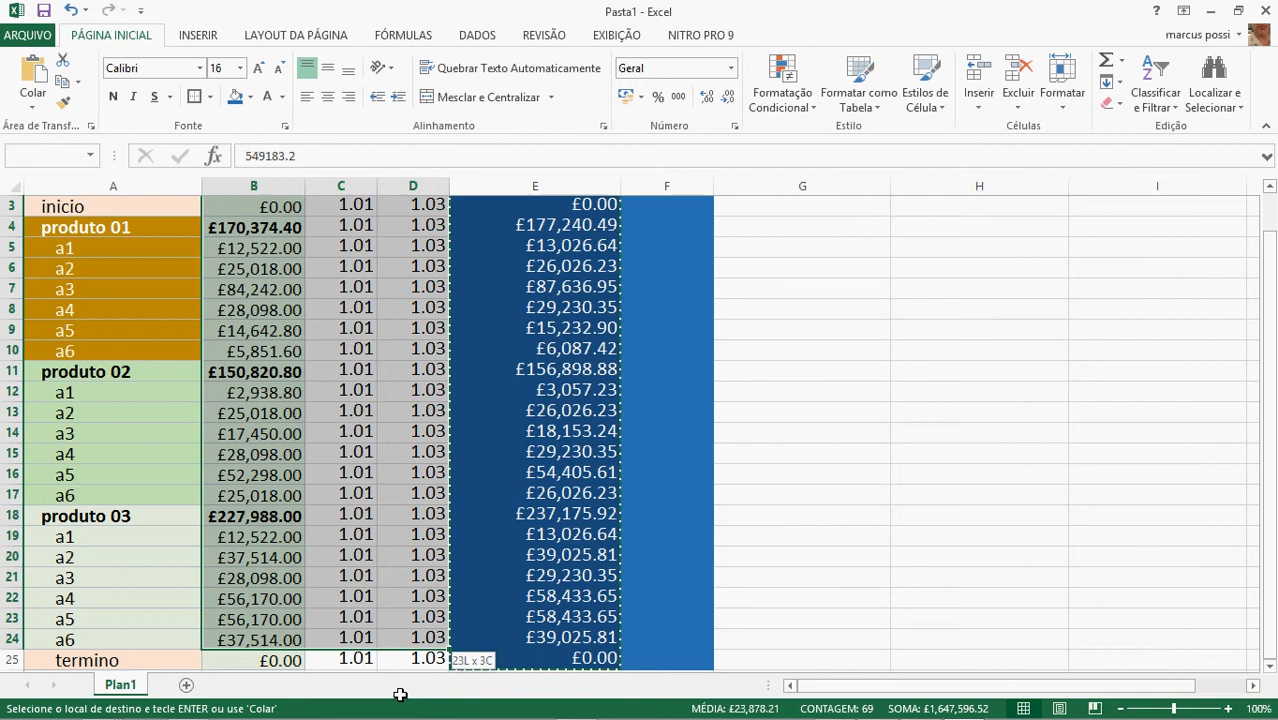 Pasta1 - Excel
ARQUIVO PÁGINA INICIAL INSERIR LAYOUT DA PÁGINA FÓRMULAS DADOS REVISÃO EXIBIÇÃO NITRO PRO 9 marcus possi
Colar Calibri 16 Quebrar Texto Automaticamente Geral Formatação Condicional Formatar como Tabela Estilos de Célula Inserir Excluir Formatar Classificar e Filtrar Localizar e Selecionar
N I S A Mesclar e Centralizar % 000
Área de Transf... Fonte Alinhamento Número Estilo Células Edição
fx 549183.2
A B C D E F G H I
3 inicio £0.00 1.01 1.03 £0.00
4 produto 01 £170,374.40 1.01 1.03 £177,240.49
5 a1 £12,522.00 1.01 1.03 £13,026.64
6 a2 £25,018.00 1.01 1.03 £26,026.23
7 a3 £84,242.00 1.01 1.03 £87,636.95
8 a4 £28,098.00 1.01 1.03 £29,230.35
9 a5 £14,642.80 1.01 1.03 £15,232.90
10 a6 £5,851.60 1.01 1.03 £6,087.42
11 produto 02 £150,820.80 1.01 1.03 £156,898.88
12 a1 £2,938.80 1.01 1.03 £3,057.23
13 a2 £25,018.00 1.01 1.03 £26,026.23
14 a3 £17,450.00 1.01 1.03 £18,153.24
15 a4 £28,098.00 1.01 1.03 £29,230.35
16 a5 £52,298.00 1.01 1.03 £54,405.61
17 a6 £25,018.00 1.01 1.03 £26,026.23
18 produto 03 £227,988.00 1.01 1.03 £237,175.92
19 a1 £12,522.00 1.01 1.03 £13,026.64
20 a2 £37,514.00 1.01 1.03 £39,025.81
21 a3 £28,098.00 1.01 1.03 £29,230.35
22 a4 £56,170.00 1.01 1.03 £58,433.65
23 a5 £56,170.00 1.01 1.03 £58,433.65
24 a6 £37,514.00 1.01 1.03 £39,025.81
25 termino £0.00 1.01 1.03 23L x 3C £0.00
Plan1
Selecione o local de destino e tecle ENTER ou use 'Colar' MÉDIA: £23,878.21 CONTAGEM: 69 SOMA: £1,647,596.52 100%